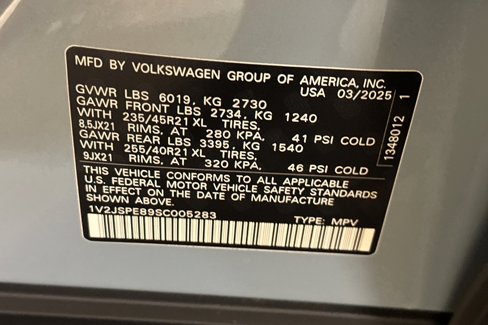 MFD BY VOLKSWAGEN GROUP OF AMERICA, INC.
USA 03/2025
GVWR LBS 6019, KG 2730
GAWR FRONT LBS 2734, KG 1240
WITH 235/45R21 XL TIRES,
8,5JX21 RIMS, AT 280 KPA, 41 PSI COLD
GAWR REAR LBS 3395, KG 1540
WITH 255/40R21 XL TIRES,
9JX21 RIMS, AT 320 KPA, 46 PSI COLD
THIS VEHICLE CONFORMS TO ALL APPLICABLE
U.S. FEDERAL MOTOR VEHICLE SAFETY STANDARDS
IN EFFECT ON THE DATE OF MANUFACTURE
SHOWN ABOVE
1V2JSPE89SC005283 TYPE: MPV
1348012 1